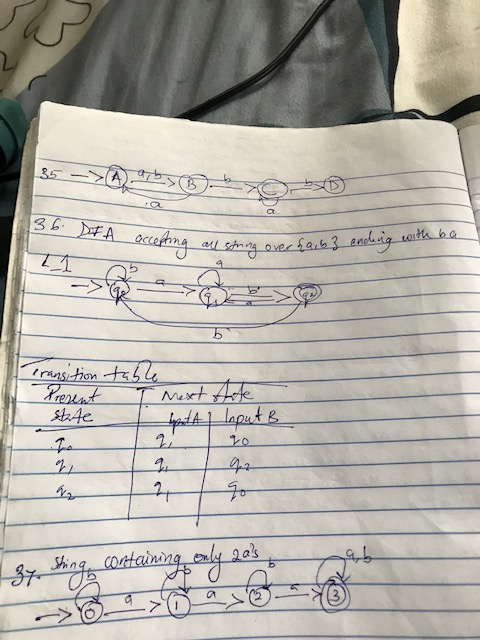 35 → A a,b B b C b D
a a
36. DFA accepting all string over {a,b} ending with ba
L_1
b a
→ q0 a q1 b q2
a
b
Transition table
Present Next state
state Input A Input B
q0 q1 q0
q1 q1 q2
q2 q1 q0
37. String containing only 2a's
b b b a,b
→ 0 a 1 a 2 a 3